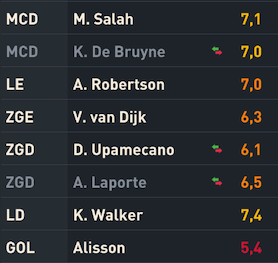 MCD M. Salah 7,1
MCD K. De Bruyne 7,0
LE A. Robertson 7,0
ZGE V. van Dijk 6,3
ZGD D. Upamecano 6,1
ZGD A. Laporte 6,5
LD K. Walker 7,4
GOL Alisson 5,4